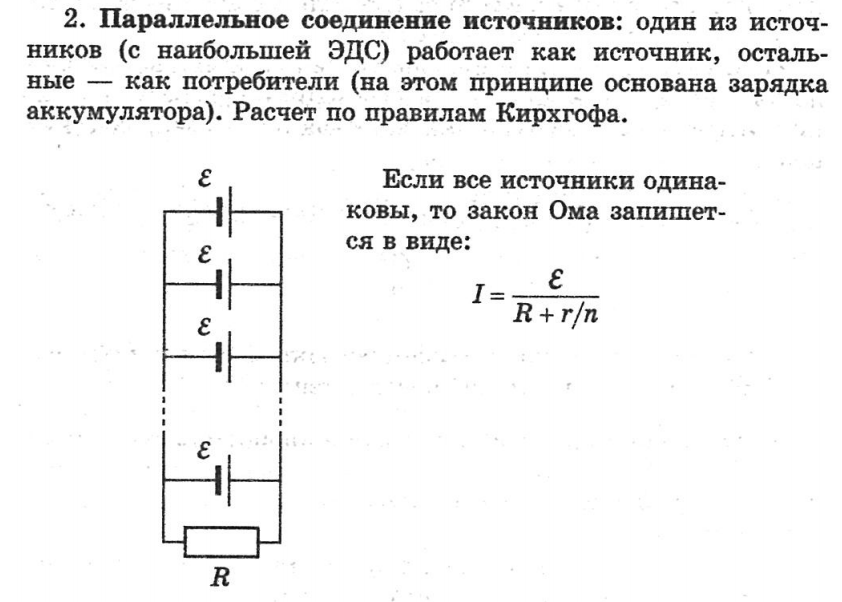 2. Параллельное соединение источников: один из источ-
ников (с наибольшей ЭДС) работает как источник, осталь-
ные — как потребители (на этом принципе основана зарядка
аккумулятора). Расчет по правилам Кирхгофа.
Если все источники одина-
ковы, то закон Ома запишет-
ся в виде:
I = ℰ / (R + r/n)
ℰ
ℰ
ℰ
ℰ
R